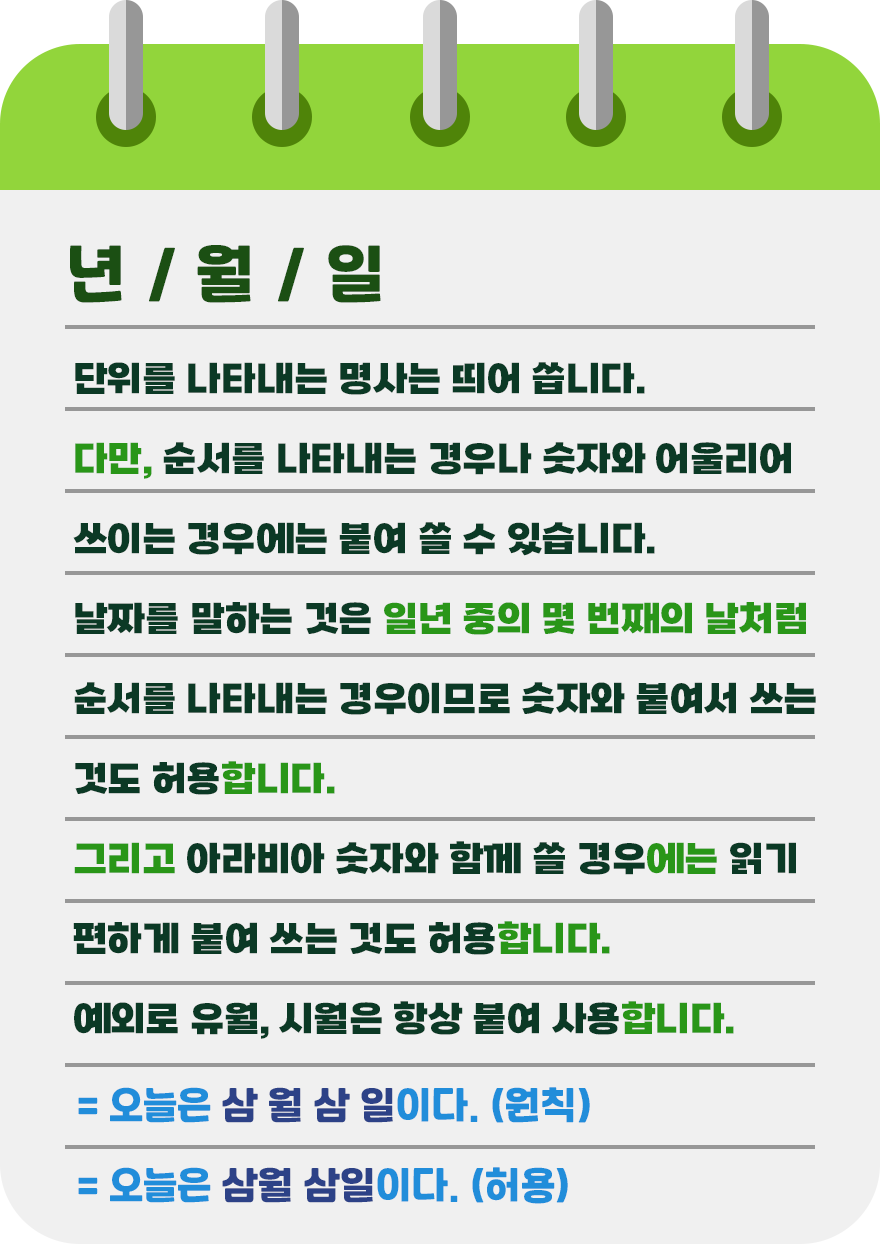 년 / 월 / 일
단위를 나타내는 명사는 띄어 씁니다.
다만, 순서를 나타내는 경우나 숫자와 어울리어
쓰이는 경우에는 붙여 쓸 수 있습니다.
날짜를 말하는 것은 일년 중의 몇 번째의 날처럼
순서를 나타내는 경우이므로 숫자와 붙여서 쓰는
것도 허용합니다.
그리고 아라비아 숫자와 함께 쓸 경우에는 읽기
편하게 붙여 쓰는 것도 허용합니다.
예외로 유월, 시월은 항상 붙여 사용합니다.
= 오늘은 삼 월 삼 일이다. (원칙)
= 오늘은 삼월 삼일이다. (허용)